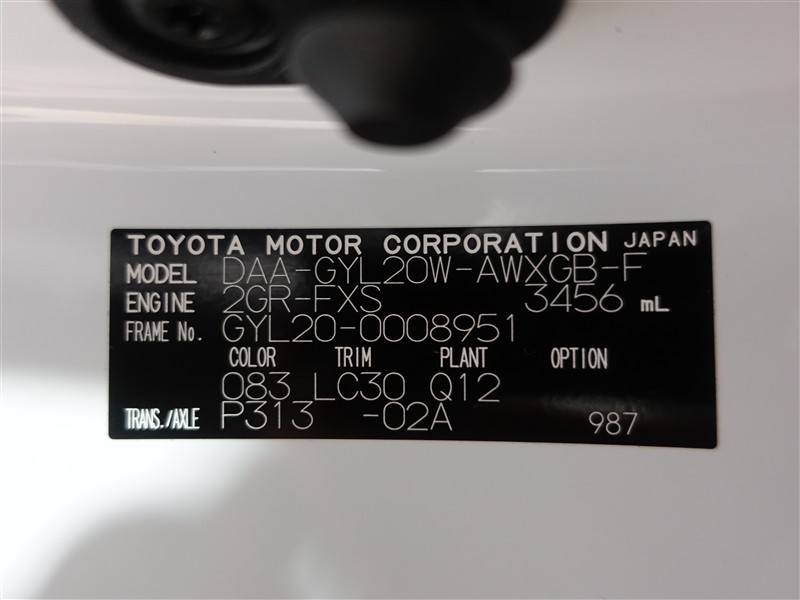 TOYOTA MOTOR CORPORATION JAPAN
MODEL DAA-GYL20W-AWXGB-F
ENGINE 2GR-FXS 3456 mL
FRAME No. GYL20-0008951
COLOR TRIM PLANT OPTION
083 LC30 Q12
TRANS./AXLE P313 -02A 987